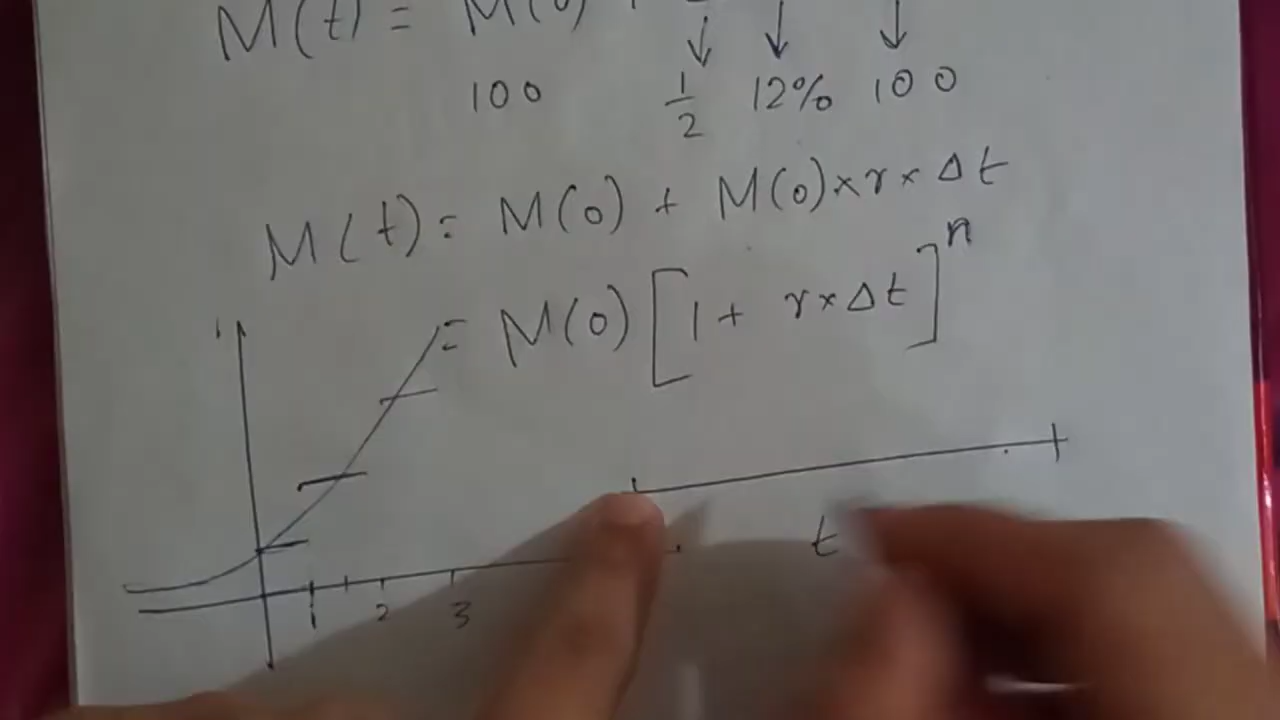 M(t) = M(0) +
100 1/2 12% 100
M(t) = M(0) + M(0) × r × Δt
= M(0) [1 + r × Δt]^n
t
1 2 3